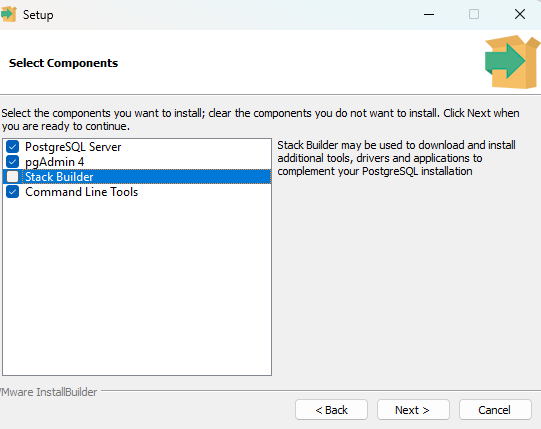 Setup
Select Components
Select the components you want to install; clear the components you do not want to install. Click Next when
you are ready to continue.
PostgreSQL Server
pgAdmin 4
Stack Builder
Command Line Tools
Stack Builder may be used to download and install
additional tools, drivers and applications to
complement your PostgreSQL installation
VMware InstallBuilder
< Back
Next >
Cancel